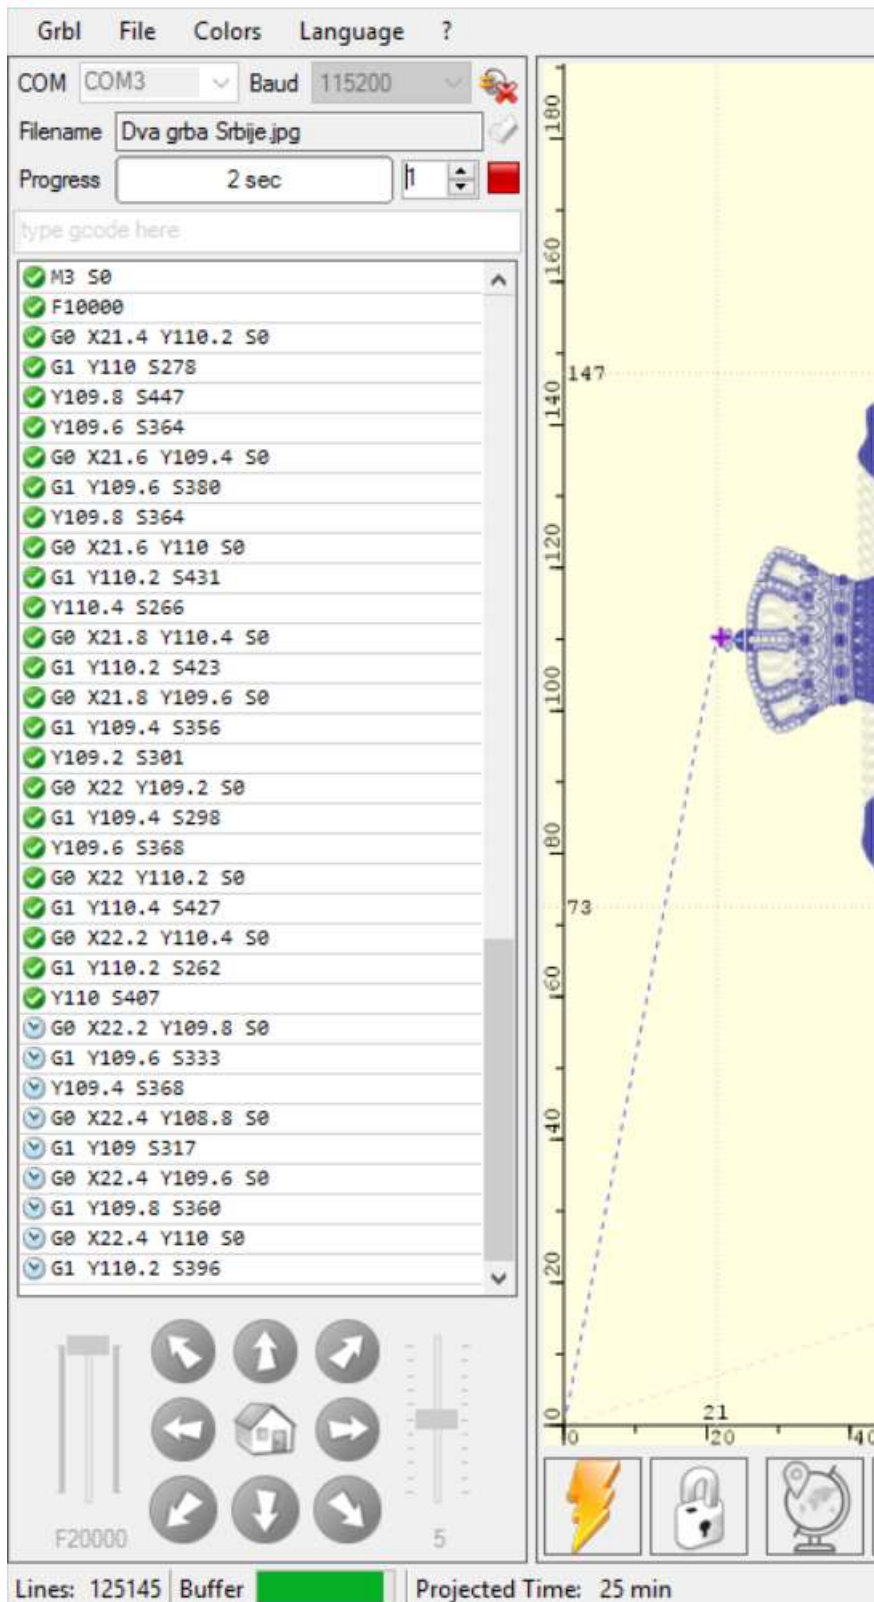 Grbl File Colors Language ?
COM COM3 Baud 115200
Filename Dva grba Srbije.jpg
Progress 2 sec 1
type gcode here
M3 S0
F10000
G0 X21.4 Y110.2 S0
G1 Y110 S278
Y109.8 S447
Y109.6 S364
G0 X21.6 Y109.4 S0
G1 Y109.6 S380
Y109.8 S364
G0 X21.6 Y110 S0
G1 Y110.2 S431
Y110.4 S266
G0 X21.8 Y110.4 S0
G1 Y110.2 S423
G0 X21.8 Y109.6 S0
G1 Y109.4 S356
Y109.2 S301
G0 X22 Y109.2 S0
G1 Y109.4 S298
Y109.6 S368
G0 X22 Y110.2 S0
G1 Y110.4 S427
G0 X22.2 Y110.4 S0
G1 Y110.2 S262
Y110 S407
G0 X22.2 Y109.8 S0
G1 Y109.6 S333
Y109.4 S368
G0 X22.4 Y108.8 S0
G1 Y109 S317
G0 X22.4 Y109.6 S0
G1 Y109.8 S360
G0 X22.4 Y110 S0
G1 Y110.2 S396
F20000 5
180
160
147
140
120
100
80
73
60
40
20
0
21
0 20 40
Lines: 125145 Buffer Projected Time: 25 min